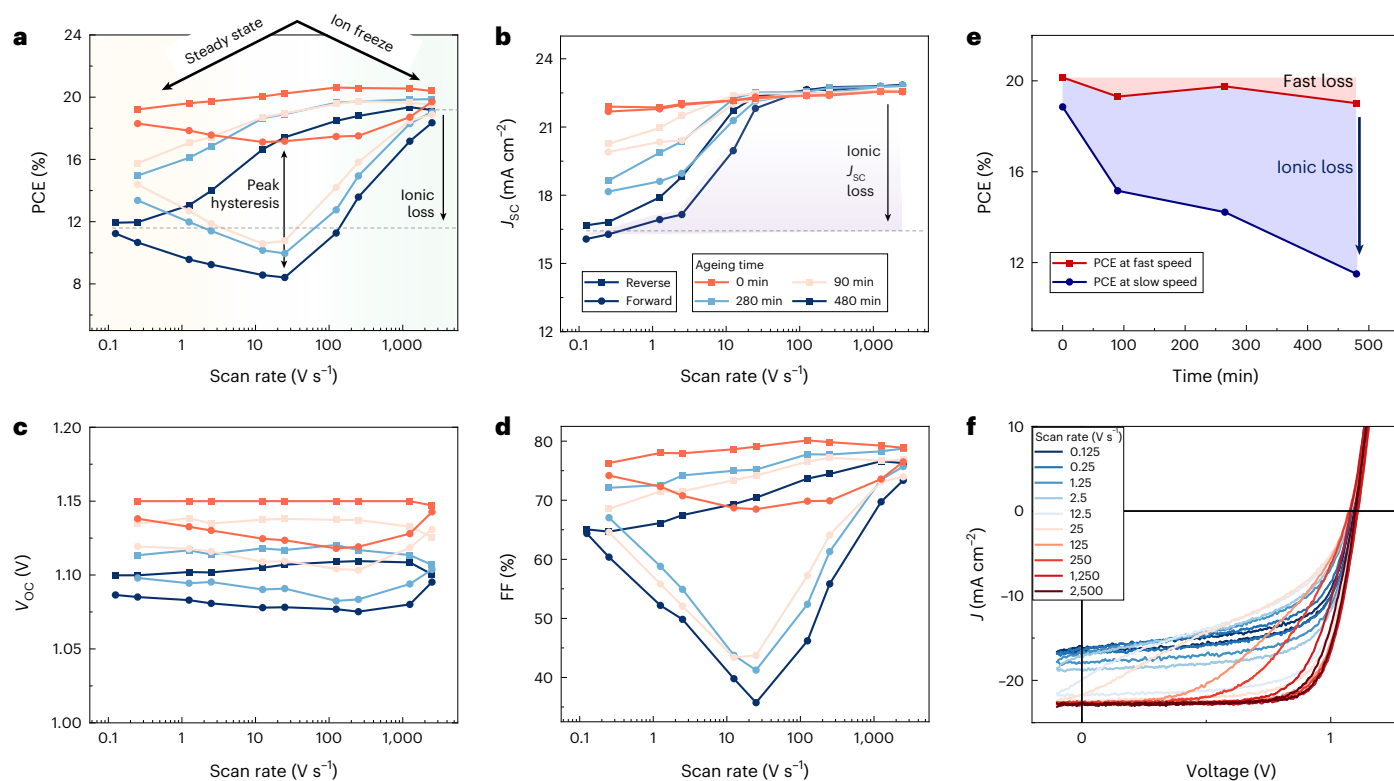 a
Steady state
Ion freeze
24
20
16
12
8
PCE (%)
Peak
hysteresis
Ionic
loss
0.1
1
10
100
1,000
Scan rate (V s⁻¹)
b
24
21
18
15
12
J_SC (mA cm⁻²)
Ionic
J_SC
loss
Reverse
Forward
Ageing time
0 min
90 min
280 min
480 min
0.1
1
10
100
1,000
Scan rate (V s⁻¹)
e
20
16
12
PCE (%)
Fast loss
Ionic loss
PCE at fast speed
PCE at slow speed
0
100
200
300
400
500
Time (min)
c
1.20
1.15
1.10
1.05
1.00
V_OC (V)
0.1
1
10
100
1,000
Scan rate (V s⁻¹)
d
80
70
60
50
40
FF (%)
0.1
1
10
100
1,000
Scan rate (V s⁻¹)
f
10
0
−10
−20
J (mA cm⁻²)
Scan rate (V s⁻¹)
0.125
0.25
1.25
2.5
12.5
25
125
250
1,250
2,500
0
1
Voltage (V)